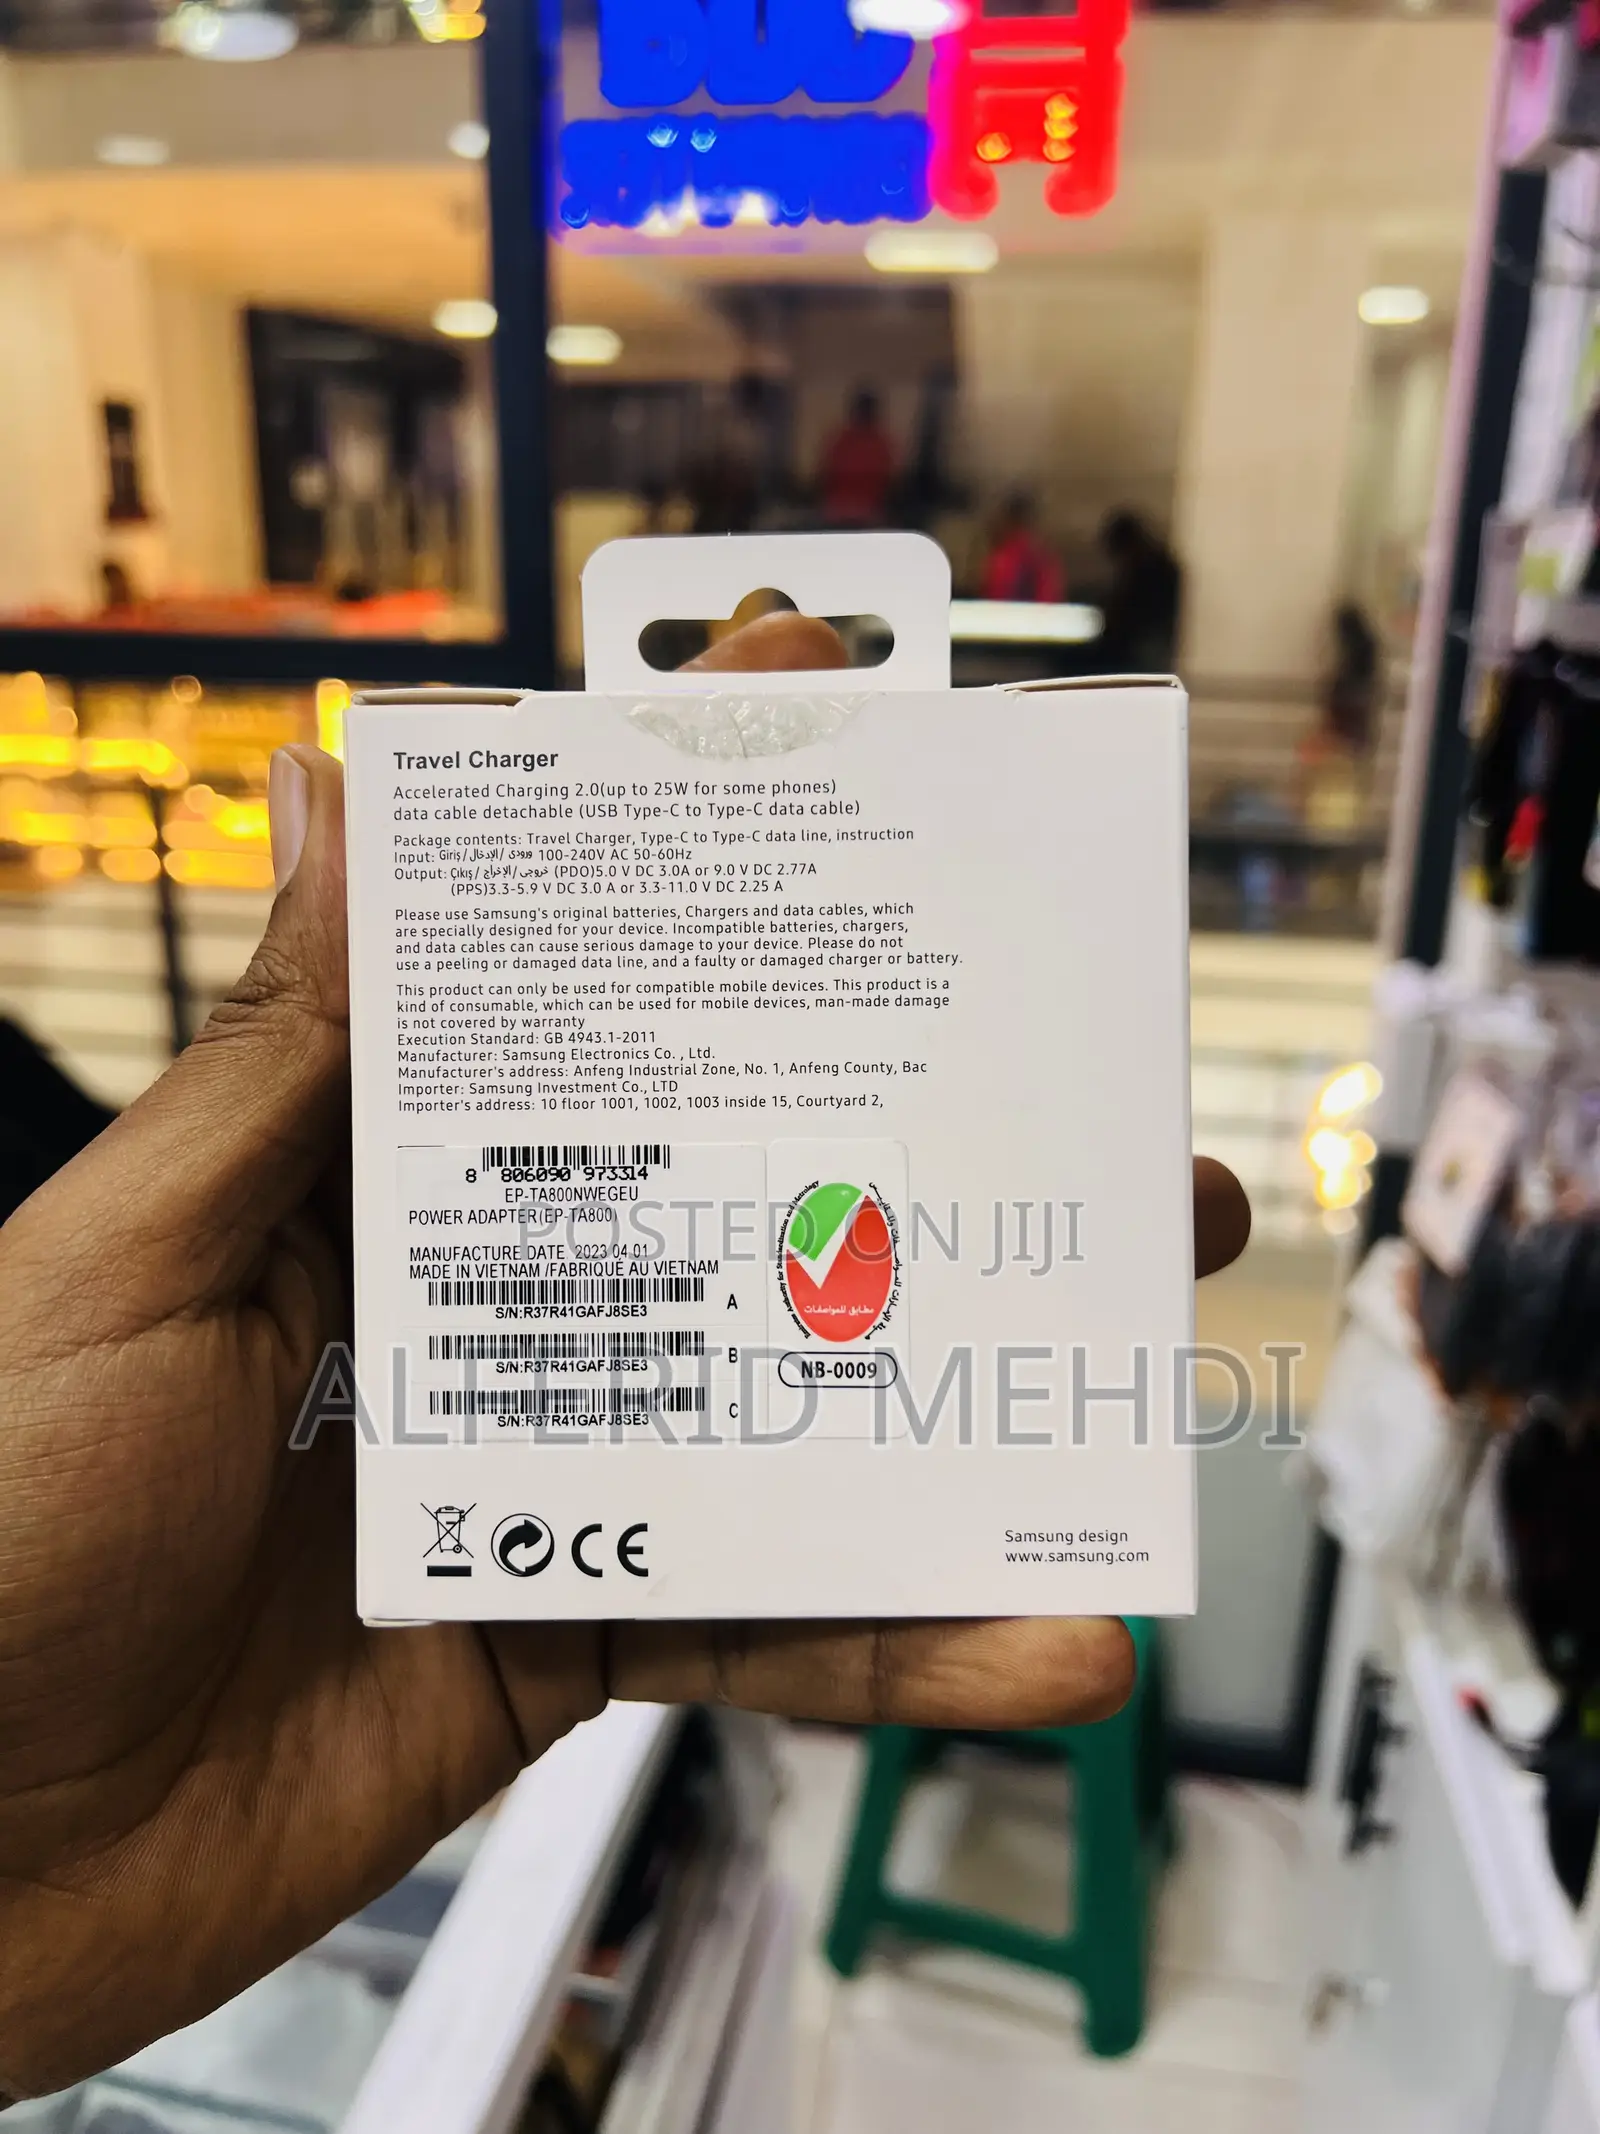 Travel Charger
Accelerated Charging 2.0(up to 25W for some phones)
data cable detachable (USB Type-C to Type-C data cable)
Package contents: Travel Charger, Type-C to Type-C data line, instruction
Input: Giriş / الإدخال / ورودی 100-240V AC 50-60Hz
Output: Çıkış / الإخراج / خروجی (PDO)5.0 V DC 3.0A or 9.0 V DC 2.77A
(PPS)3.3-5.9 V DC 3.0 A or 3.3-11.0 V DC 2.25 A
Please use Samsung's original batteries, Chargers and data cables, which
are specially designed for your device. Incompatible batteries, chargers,
and data cables can cause serious damage to your device. Please do not
use a peeling or damaged data line, and a faulty or damaged charger or battery.
This product can only be used for compatible mobile devices. This product is a
kind of consumable, which can be used for mobile devices, man-made damage
is not covered by warranty
Execution Standard: GB 4943.1-2011
Manufacturer: Samsung Electronics Co. , Ltd.
Manufacturer's address: Anfeng Industrial Zone, No. 1, Anfeng County, Bac
Importer: Samsung Investment Co., LTD
Importer's address: 10 floor 1001, 1002, 1003 inside 15, Courtyard 2,
8 806090 973314
EP-TA800NWEGEU
POWER ADAPTER(EP-TA800)
MANUFACTURE DATE 2023 04.01
MADE IN VIETNAM /FABRIQUÉ AU VIETNAM
S/N:R37R41GAFJ8SE3 A
S/N:R37R41GAFJ8SE3 B
S/N:R37R41GAFJ8SE3 C
مطابق للمواصفات
NB-0009
POSTED ON JIJI
ALFERID MEHDI
CE
Samsung design
www.samsung.com